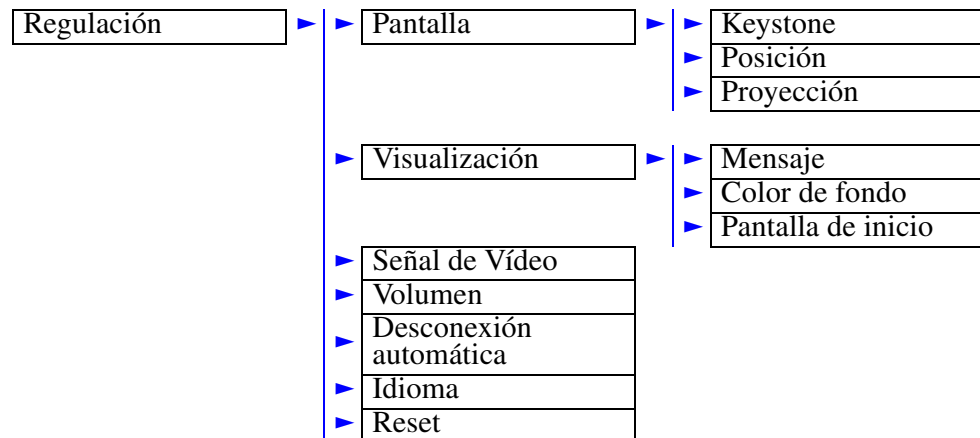 Regulación
Pantalla
Keystone
Posición
Proyección
Visualización
Mensaje
Color de fondo
Pantalla de inicio
Señal de Vídeo
Volumen
Desconexión
automática
Idioma
Reset